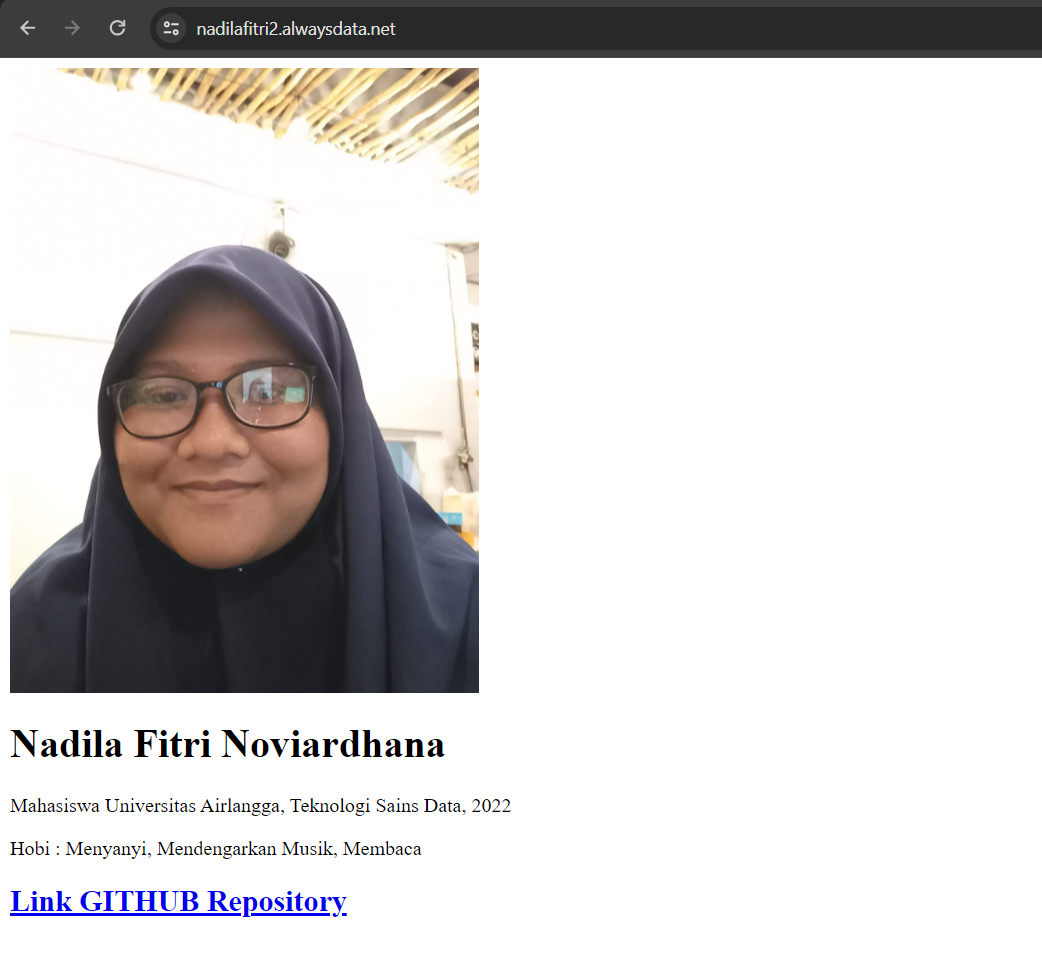 nadilafitri2.alwaysdata.net
Nadila Fitri Noviardhana
Mahasiswa Universitas Airlangga, Teknologi Sains Data, 2022
Hobi : Menyanyi, Mendengarkan Musik, Membaca
Link GITHUB Repository